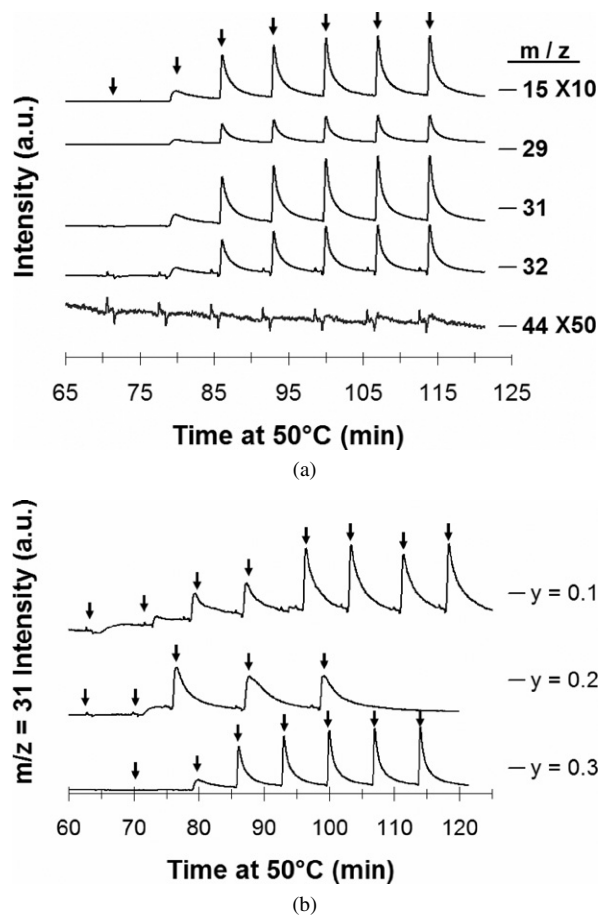 m / z
15 X10
29
31
32
44 X50
Intensity (a.u.)
65 75 85 95 105 115 125
Time at 50°C (min)
(a)
m/z = 31 Intensity (a.u.)
y = 0.1
y = 0.2
y = 0.3
60 70 80 90 100 110 120
Time at 50°C (min)
(b)